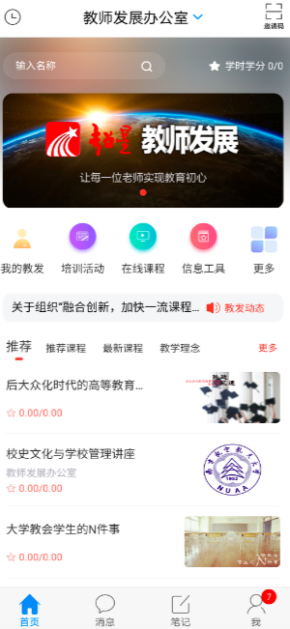 教师发展办公室
邀请码
输入名称
学时学分 0/0
超星 教师发展
让每一位老师实现教育初心
我的教发
培训活动
在线课程
信息工具
更多
关于组织“融合创新，加快一流课程...
教发动态
推荐
推荐课程
最新课程
教学理念
更多
后大众化时代的高等教育...
0.00/0.00
校史文化与学校管理讲座
教师发展办公室
0.00/0.00
NUAA
大学教会学生的N件事
0.00/0.00
首页
消息
笔记
7
我